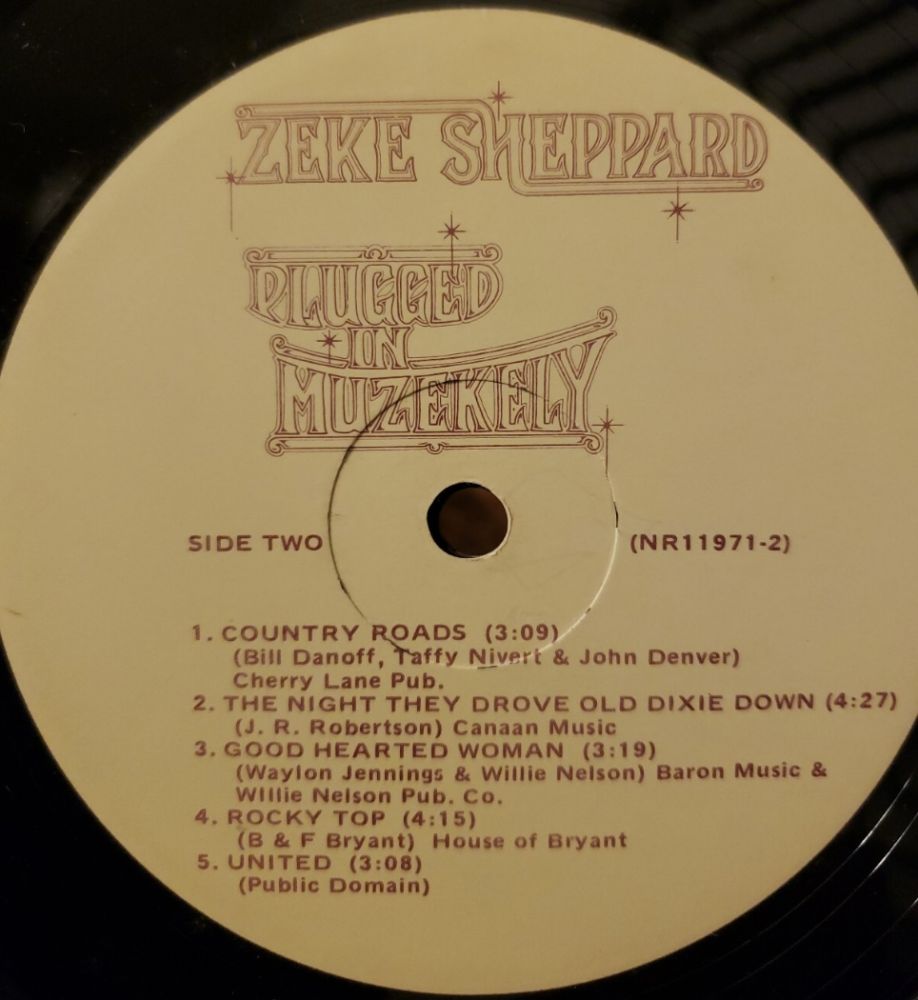 ZEKE SHEPPARD
PLUGGED
IN
MUZEKELY
SIDE TWO (NR11971-2)
1. COUNTRY ROADS (3:09)
(Bill Danoff, Taffy Nivert & John Denver)
Cherry Lane Pub.
2. THE NIGHT THEY DROVE OLD DIXIE DOWN (4:27)
(J. R. Robertson) Canaan Music
3. GOOD HEARTED WOMAN (3:19)
(Waylon Jennings & Willie Nelson) Baron Music &
Willie Nelson Pub. Co.
4. ROCKY TOP (4:15)
(B & F Bryant) House of Bryant
5. UNITED (3:08)
(Public Domain)